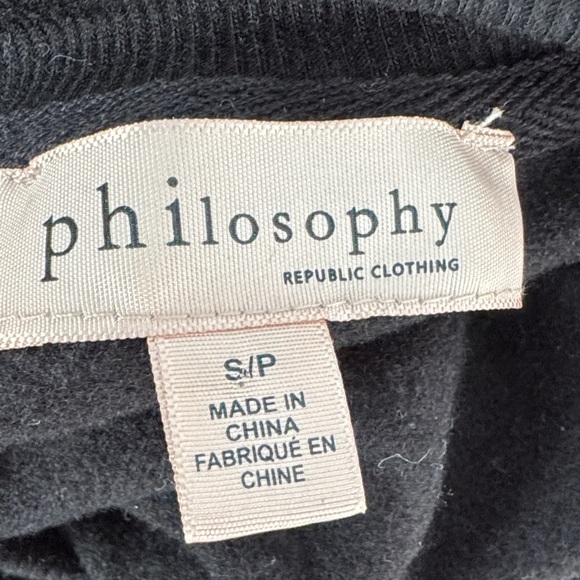 philosophy
REPUBLIC CLOTHING
S/P
MADE IN
CHINA
FABRIQUÉ EN
CHINE